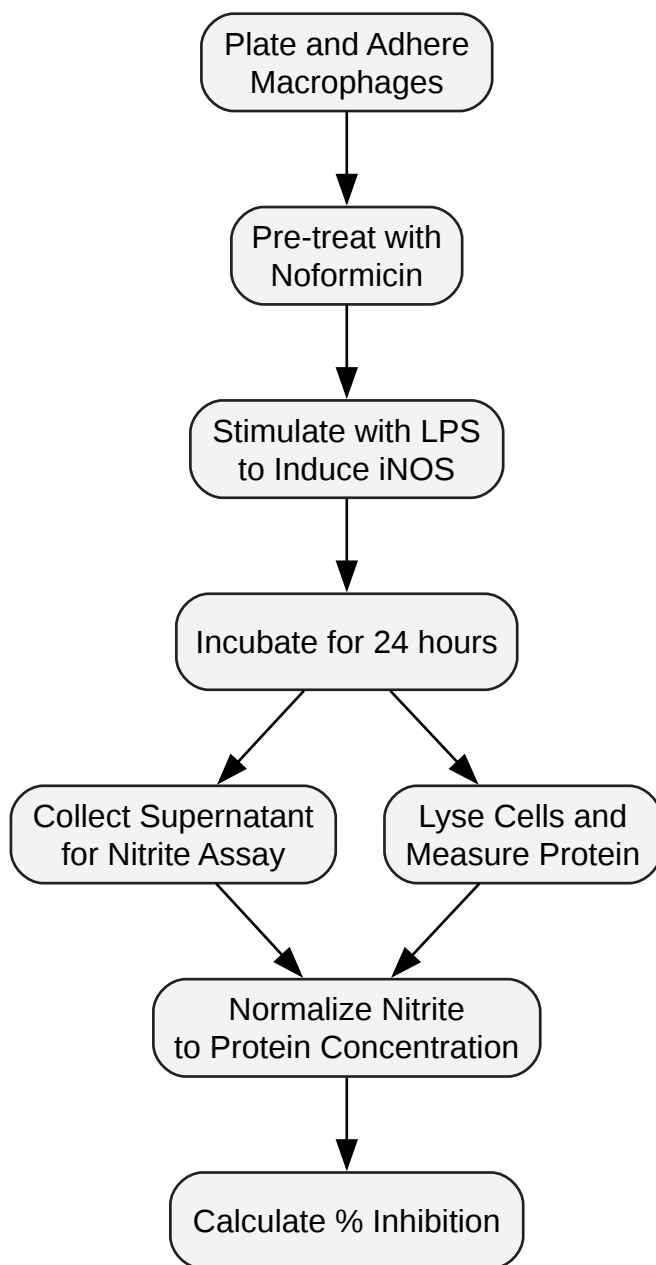 Plate and Adhere
Macrophages
Pre-treat with
Noformicin
Stimulate with LPS
to Induce iNOS
Incubate for 24 hours
Collect Supernatant
for Nitrite Assay
Lyse Cells and
Measure Protein
Normalize Nitrite
to Protein Concentration
Calculate % Inhibition